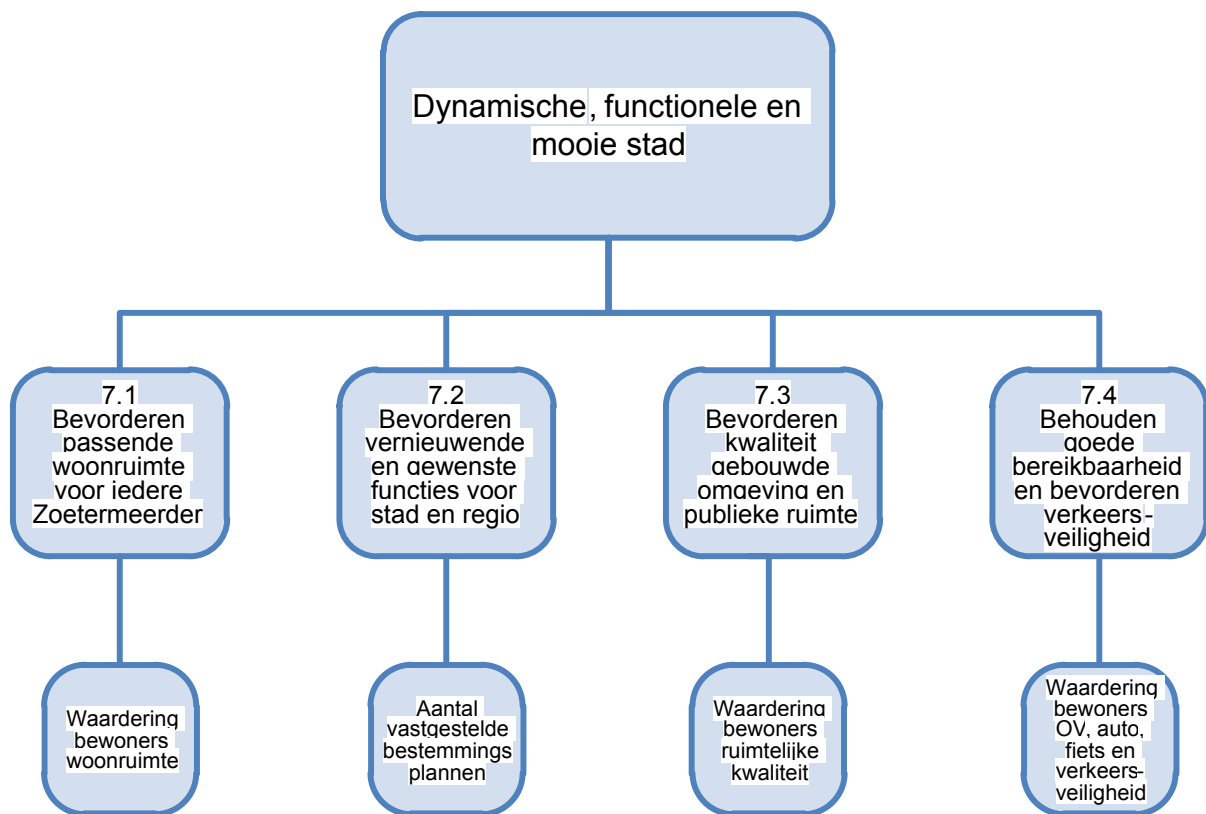 Dynamische, functionele en
mooie stad
7.1
Bevorderen
passende
woonruimte
voor iedere
Zoetermeerder
7.2
Bevorderen
vernieuwende
en gewenste
functies voor
stad en regio
7.3
Bevorderen
kwaliteit
gebouwde
omgeving en
publieke ruimte
7.4
Behouden
goede
bereikbaarheid
en bevorderen
verkeers-
veiligheid
Waardering
bewoners
woonruimte
Aantal
vastgestelde
bestemmings
plannen
Waardering
bewoners
ruimtelijke
kwaliteit
Waardering
bewoners
OV, auto,
fiets en
verkeers-
veiligheid